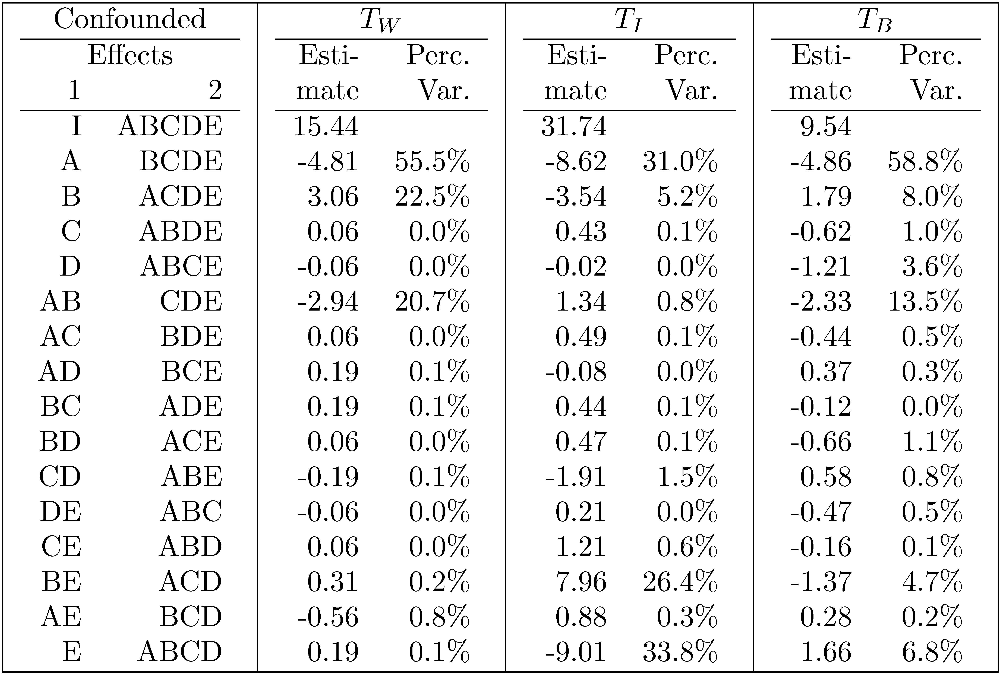 Confounded T_W T_I T_B
Effects Esti- Perc. Esti- Perc. Esti- Perc.
1 2 mate Var. mate Var. mate Var.
I ABCDE 15.44 31.74 9.54
A BCDE -4.81 55.5% -8.62 31.0% -4.86 58.8%
B ACDE 3.06 22.5% -3.54 5.2% 1.79 8.0%
C ABDE 0.06 0.0% 0.43 0.1% -0.62 1.0%
D ABCE -0.06 0.0% -0.02 0.0% -1.21 3.6%
AB CDE -2.94 20.7% 1.34 0.8% -2.33 13.5%
AC BDE 0.06 0.0% 0.49 0.1% -0.44 0.5%
AD BCE 0.19 0.1% -0.08 0.0% 0.37 0.3%
BC ADE 0.19 0.1% 0.44 0.1% -0.12 0.0%
BD ACE 0.06 0.0% 0.47 0.1% -0.66 1.1%
CD ABE -0.19 0.1% -1.91 1.5% 0.58 0.8%
DE ABC -0.06 0.0% 0.21 0.0% -0.47 0.5%
CE ABD 0.06 0.0% 1.21 0.6% -0.16 0.1%
BE ACD 0.31 0.2% 7.96 26.4% -1.37 4.7%
AE BCD -0.56 0.8% 0.88 0.3% 0.28 0.2%
E ABCD 0.19 0.1% -9.01 33.8% 1.66 6.8%